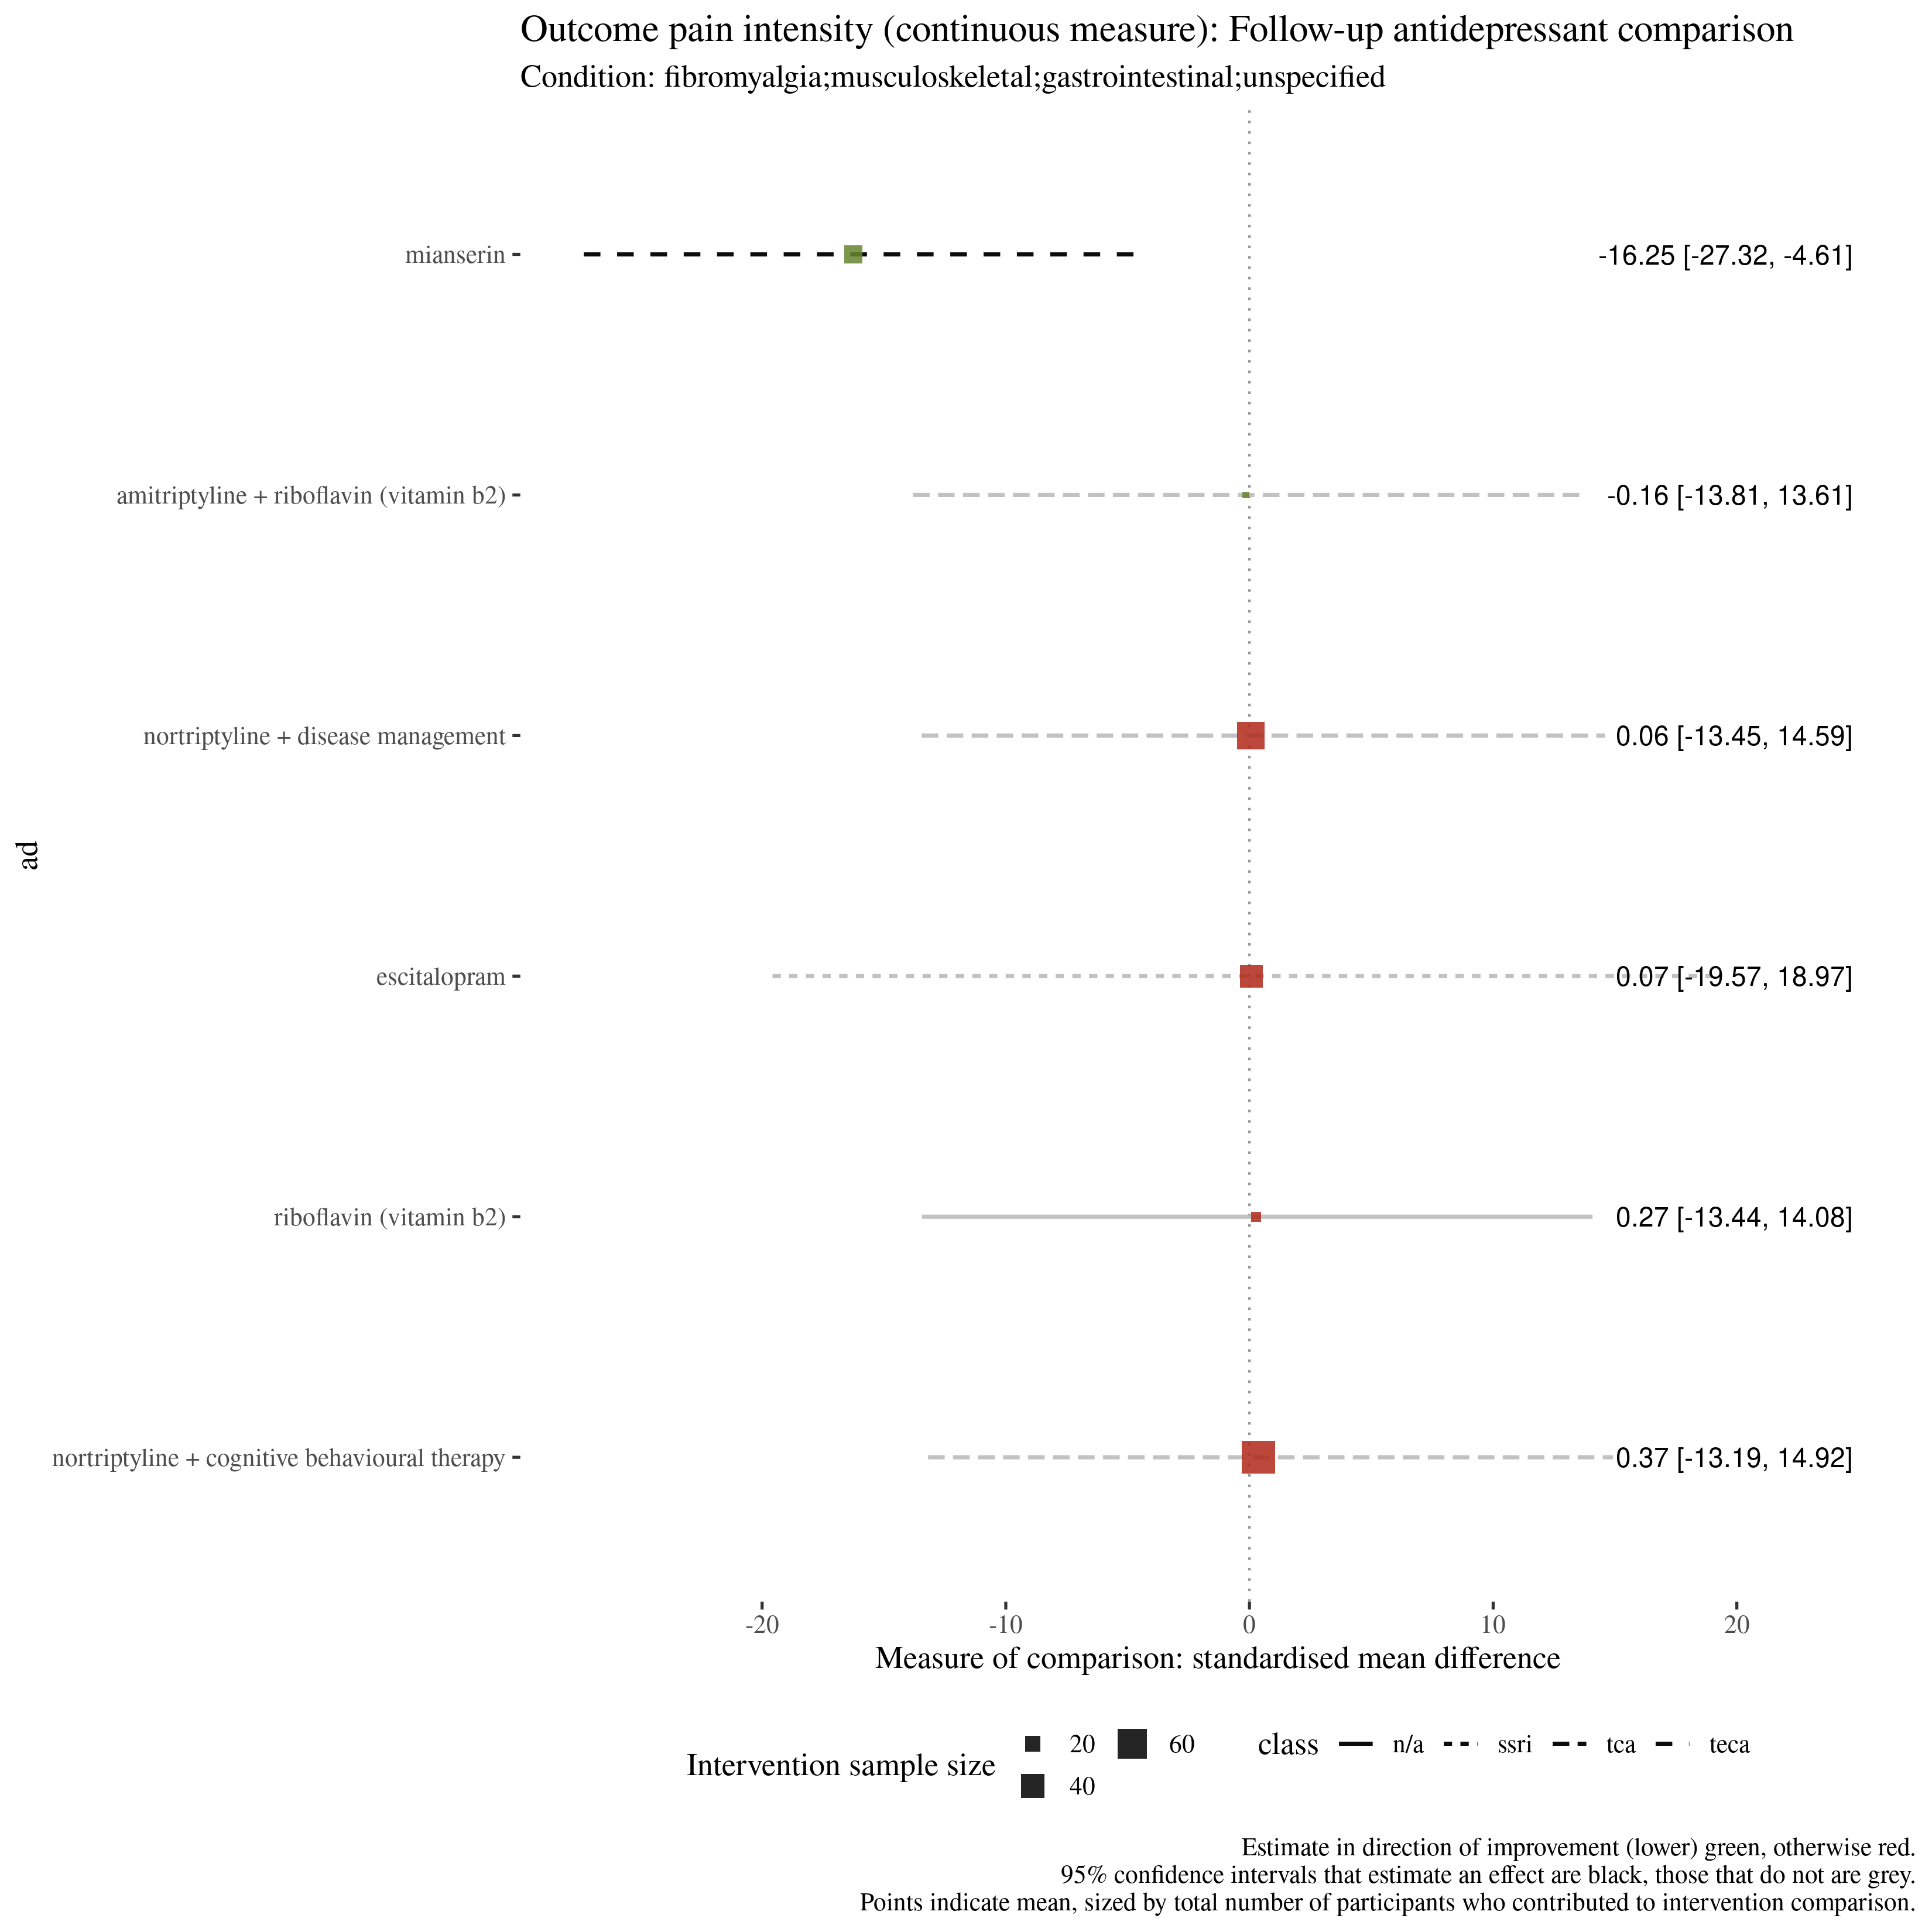 Outcome pain intensity (continuous measure): Follow-up antidepressant comparison
Condition: fibromyalgia;musculoskeletal;gastrointestinal;unspecified
mianserin
-16.25 [-27.32, -4.61]
amitriptyline + riboflavin (vitamin b2)
-0.16 [-13.81, 13.61]
nortriptyline + disease management
0.06 [-13.45, 14.59]
ad
escitalopram
0.07 [-19.57, 18.97]
riboflavin (vitamin b2)
0.27 [-13.44, 14.08]
nortriptyline + cognitive behavioural therapy
0.37 [-13.19, 14.92]
-20 -10 0 10 20
Measure of comparison: standardised mean difference
Intervention sample size 20 60 40
class n/a ssri tca teca
Estimate in direction of improvement (lower) green, otherwise red.
95% confidence intervals that estimate an effect are black, those that do not are grey.
Points indicate mean, sized by total number of participants who contributed to intervention comparison.